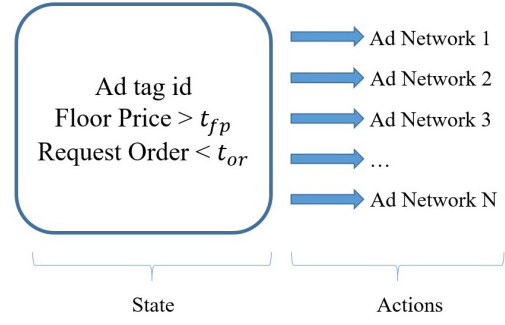 Ad tag id
Floor Price > t_fp
Request Order < t_or
Ad Network 1
Ad Network 2
Ad Network 3
…
Ad Network N
State
Actions